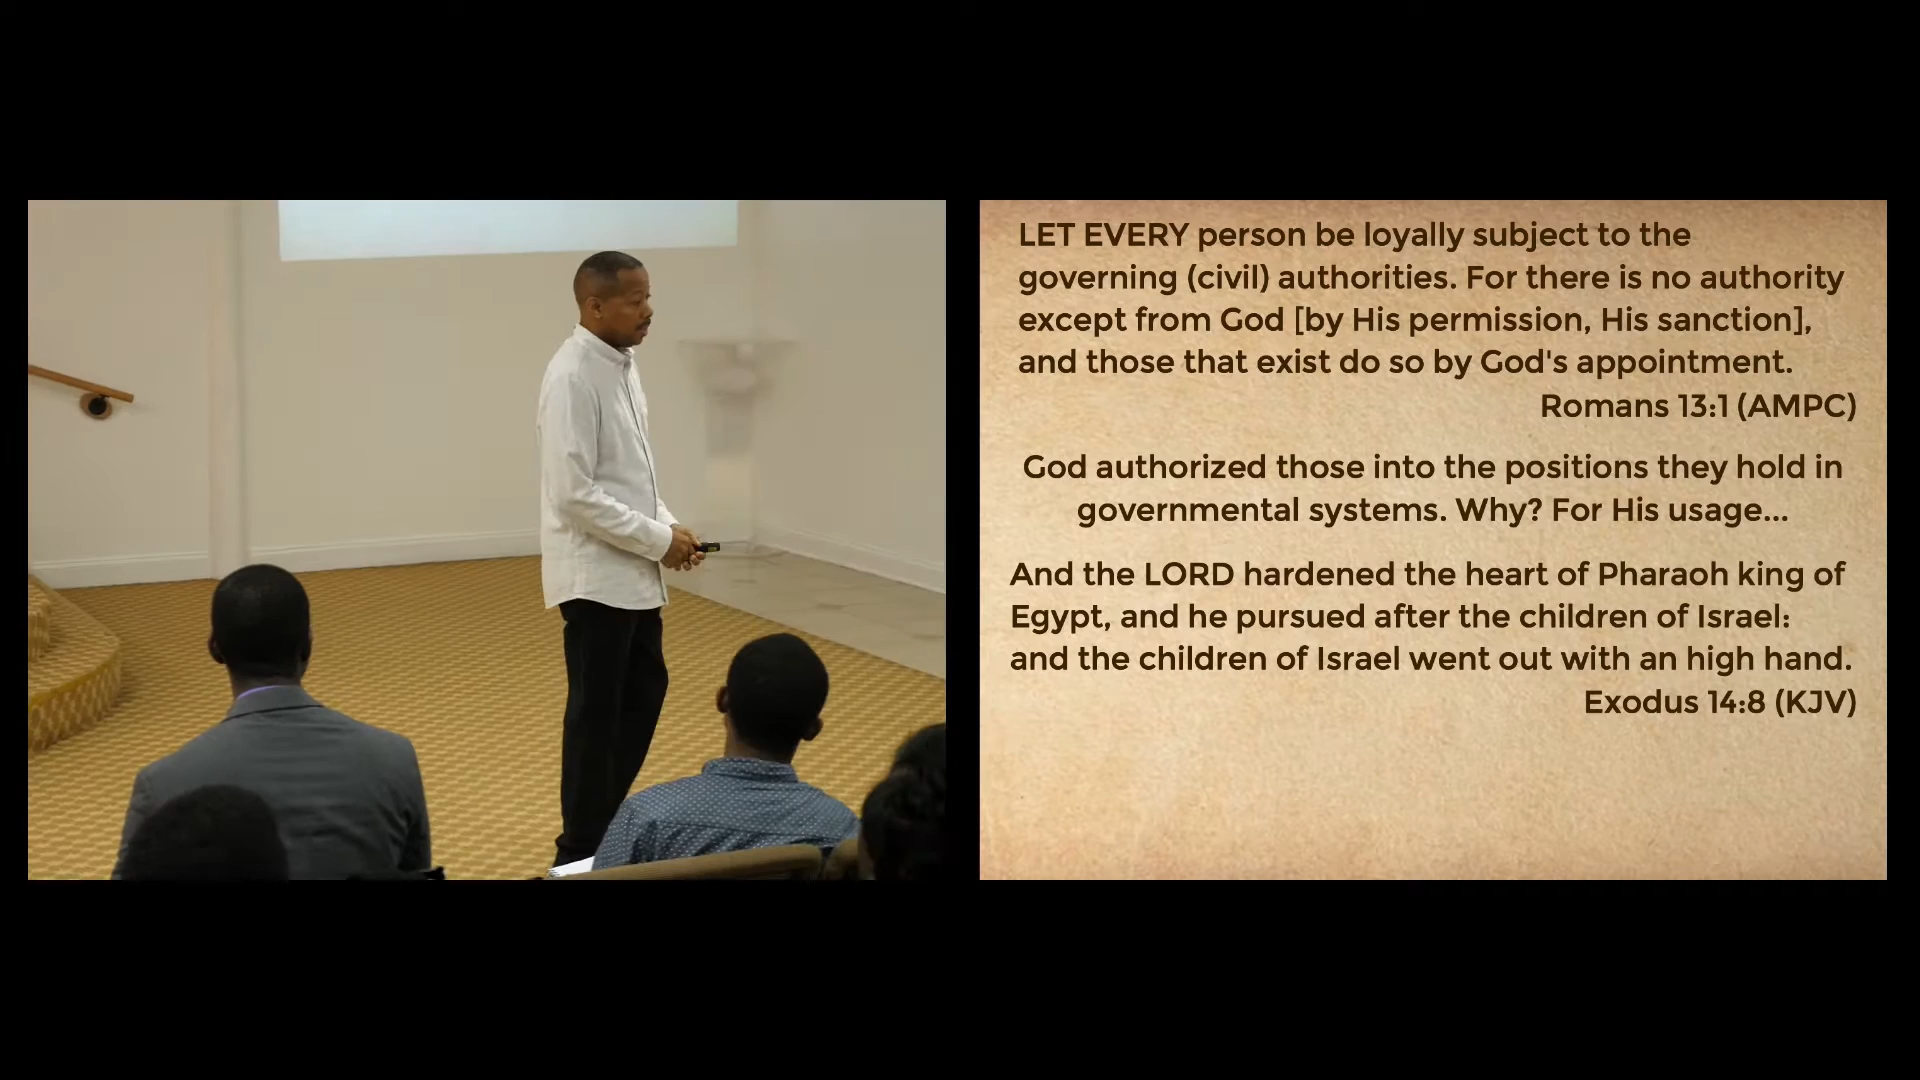 LET EVERY person be loyally subject to the
governing (civil) authorities. For there is no authority
except from God [by His permission, His sanction],
and those that exist do so by God's appointment.
Romans 13:1 (AMPC)
God authorized those into the positions they hold in
governmental systems. Why? For His usage...
And the LORD hardened the heart of Pharaoh king of
Egypt, and he pursued after the children of Israel:
and the children of Israel went out with an high hand.
Exodus 14:8 (KJV)